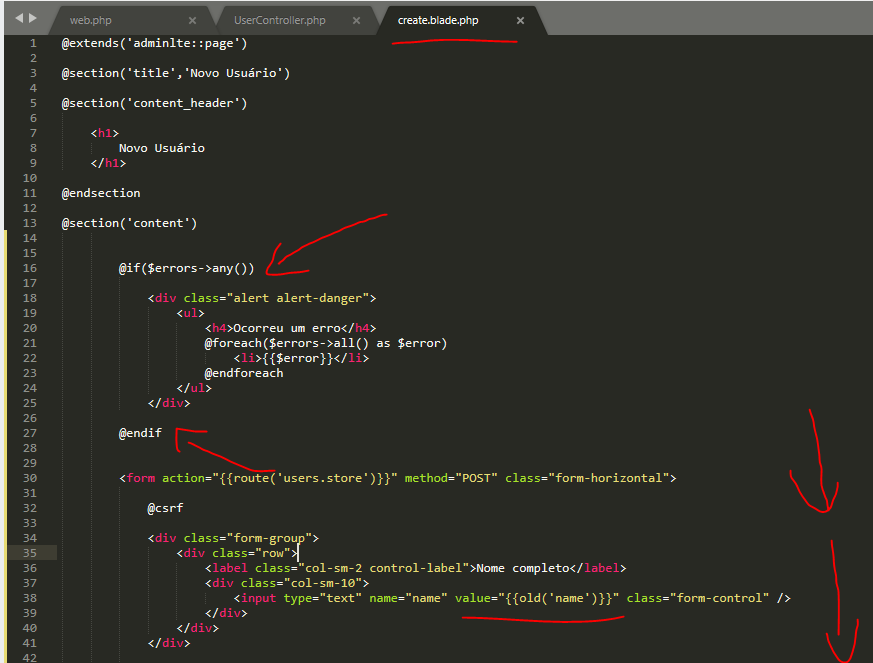 web.php × UserController.php × create.blade.php ×
1 @extends('adminlte::page')
2
3 @section('title','Novo Usuário')
4
5 @section('content_header')
6
7 <h1>
8 Novo Usuário
9 </h1>
10
11 @endsection
12
13 @section('content')
14
15
16 @if($errors->any())
17
18 <div class="alert alert-danger">
19 <ul>
20 <h4>Ocorreu um erro</h4>
21 @foreach($errors->all() as $error)
22 <li>{{$error}}</li>
23 @endforeach
24 </ul>
25 </div>
26
27 @endif
28
29
30 <form action="{{route('users.store')}}" method="POST" class="form-horizontal">
31
32 @csrf
33
34 <div class="form-group">
35 <div class="row">
36 <label class="col-sm-2 control-label">Nome completo</label>
37 <div class="col-sm-10">
38 <input type="text" name="name" value="{{old('name')}}" class="form-control" />
39 </div>
40 </div>
41 </div>
42